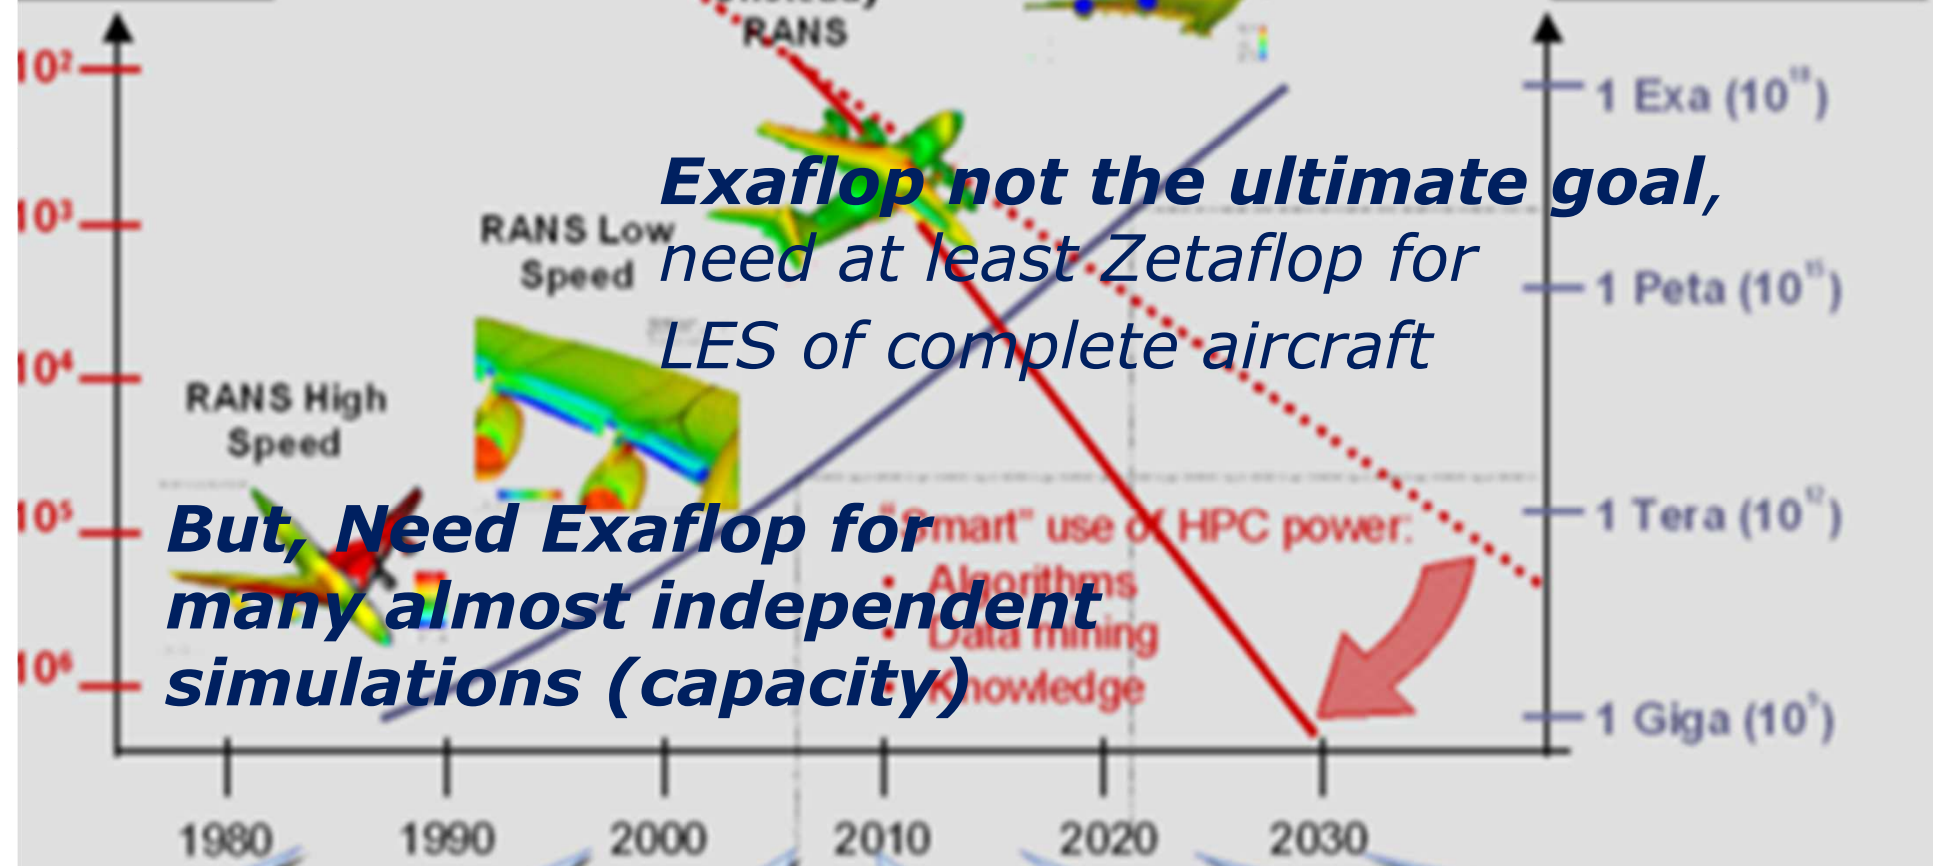 RANS
10²
1 Exa (10¹⁸)
Exaflop not the ultimate goal,
10³
RANS Low
Speed
need at least Zetaflop for
1 Peta (10¹⁵)
LES of complete aircraft
10⁴
RANS High
Speed
10⁵
But, Need Exaflop for
"Smart" use of HPC power:
1 Tera (10¹²)
• Algorithms
many almost independent
• Data mining
10⁶
simulations (capacity)
• Knowledge
1 Giga (10⁹)
1980 1990 2000 2010 2020 2030